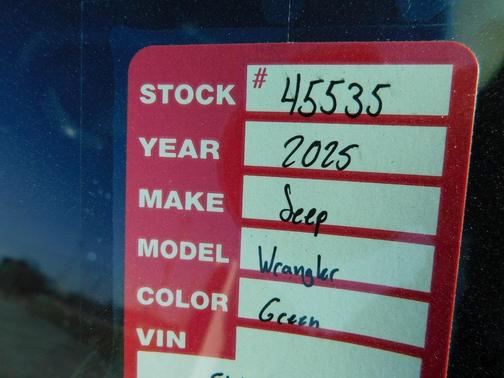 STOCK # 45535
YEAR 2025
MAKE Jeep
MODEL Wrangler
COLOR Green
VIN